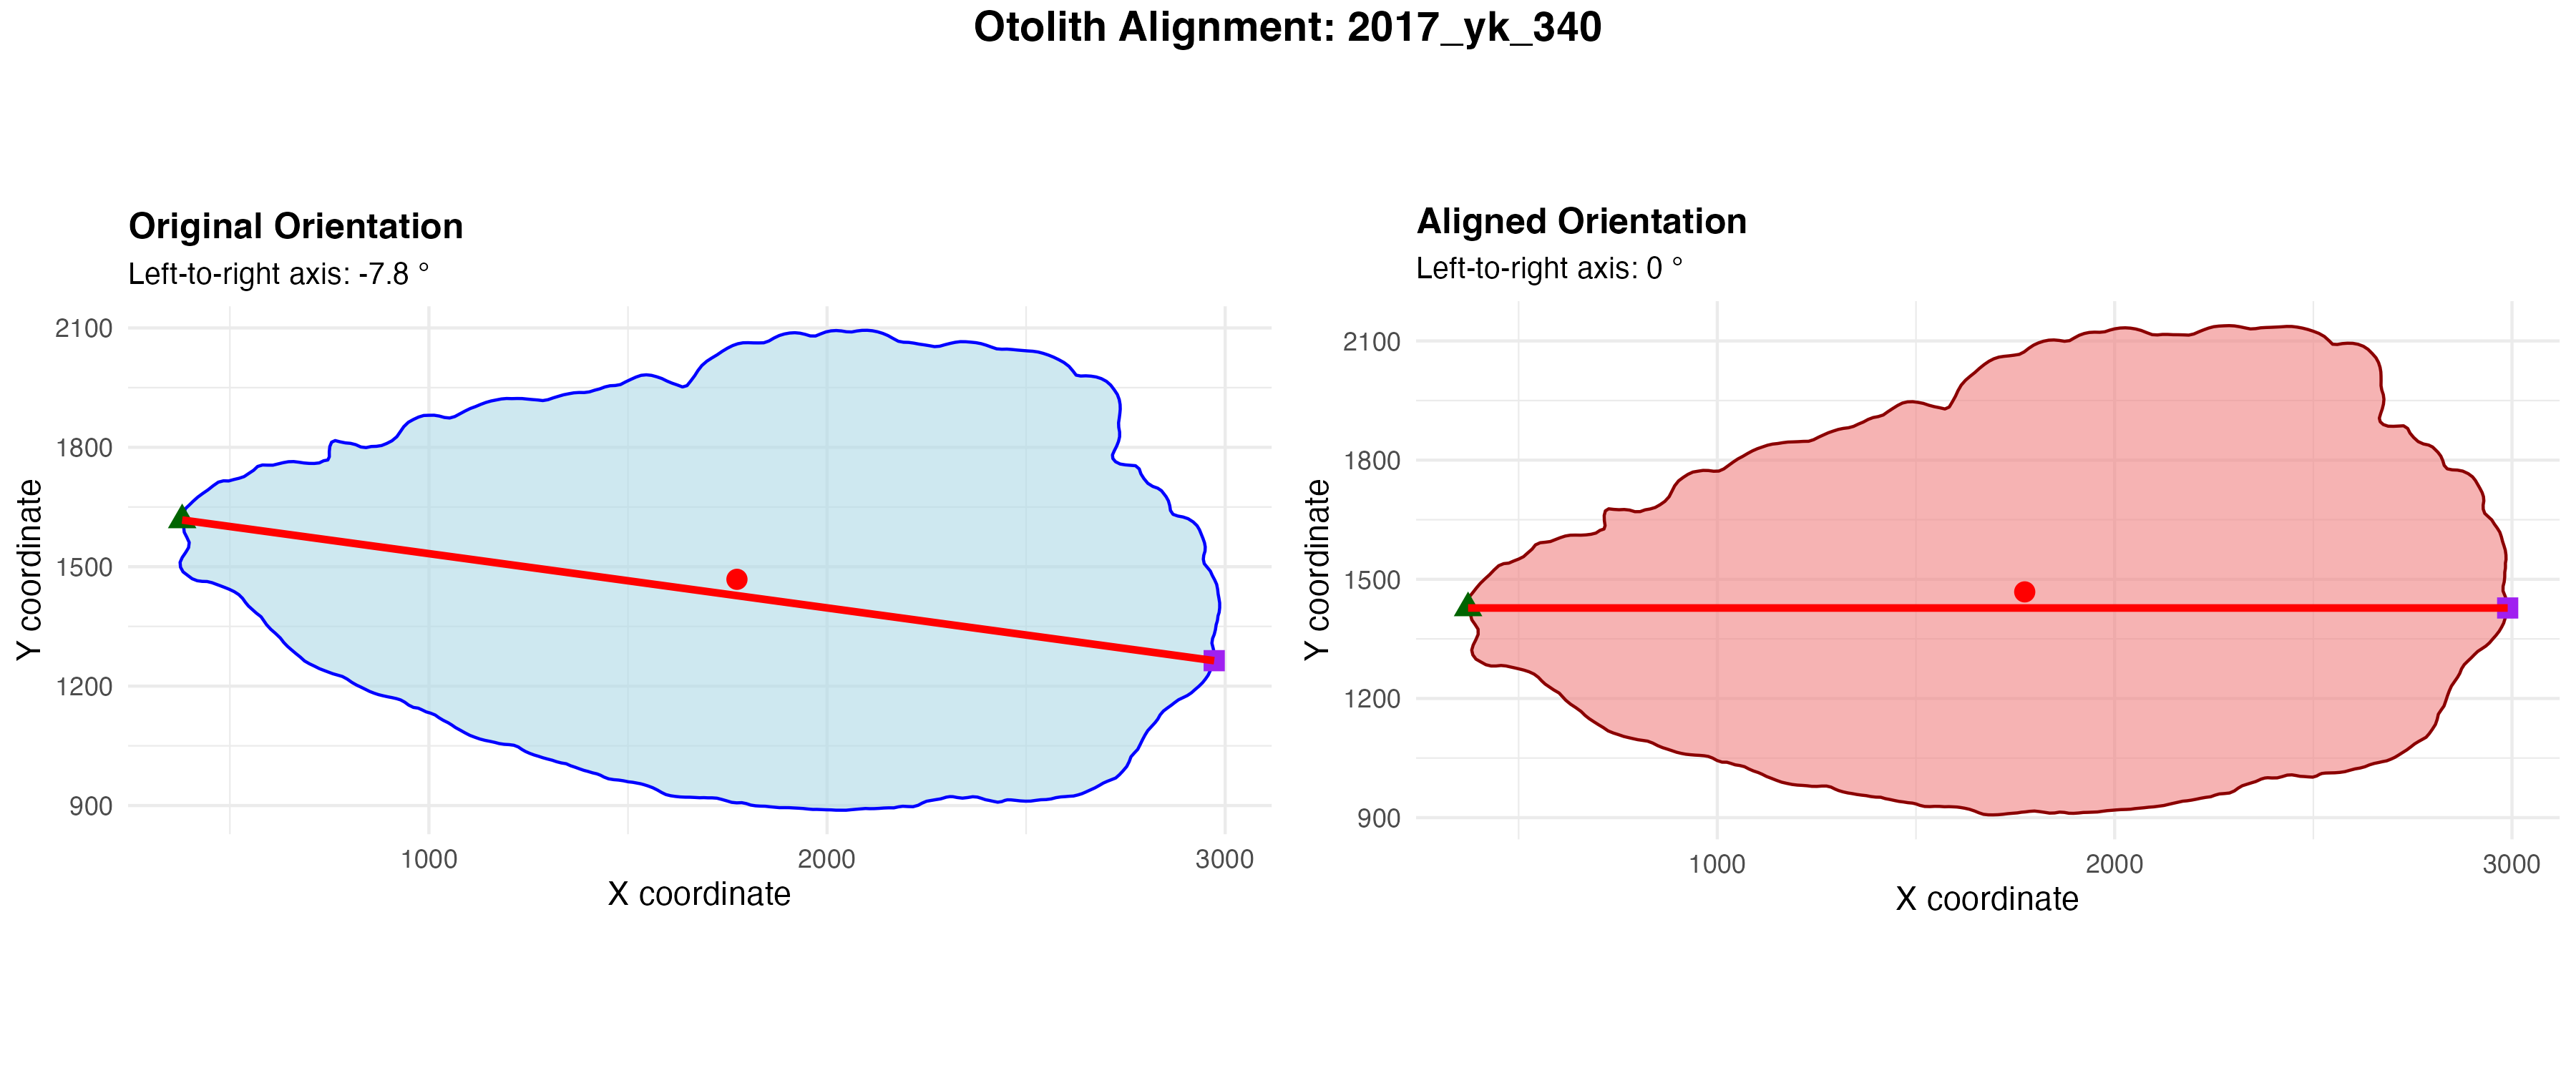 Otolith Alignment: 2017_yk_340
Original Orientation
Left-to-right axis: -7.8 °
2100
1800
1500
1200
900
Y coordinate
1000
2000
3000
X coordinate
Aligned Orientation
Left-to-right axis: 0 °
2100
1800
1500
1200
900
Y coordinate
1000
2000
3000
X coordinate